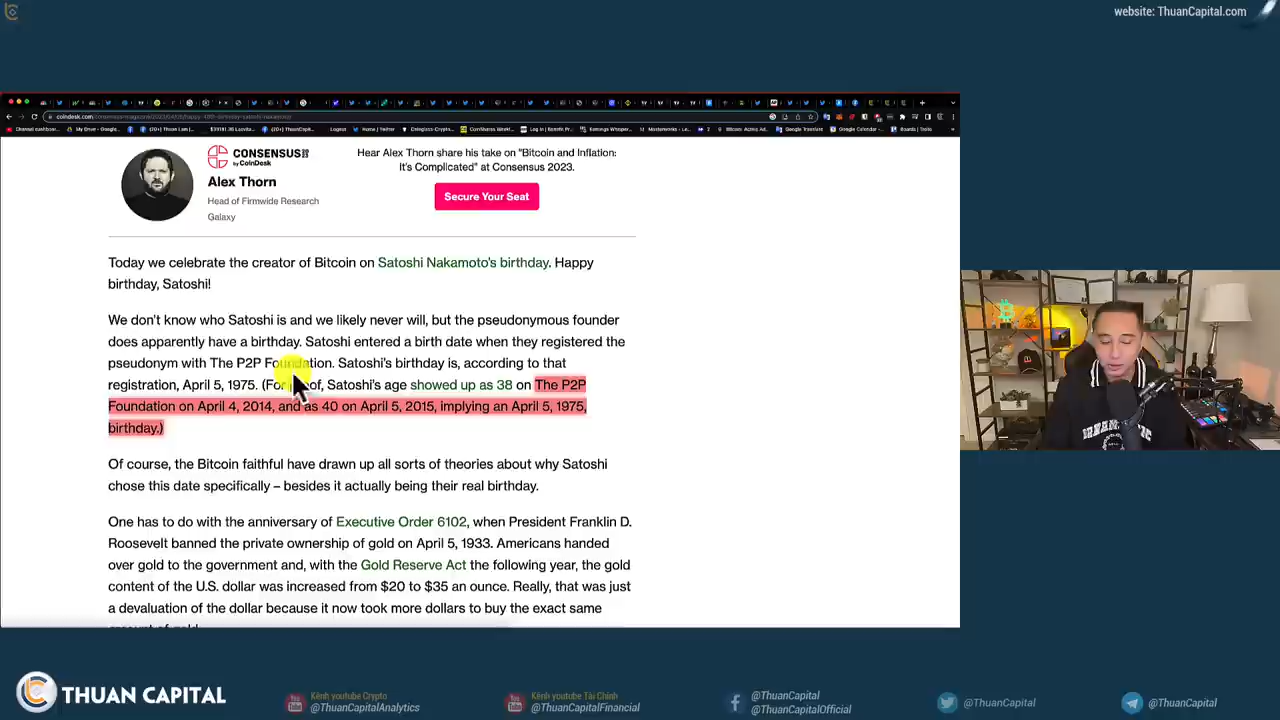 website: ThuanCapital.com
CONSENSUS
by CoinDesk
Alex Thorn
Head of Firmwide Research
Galaxy
Hear Alex Thorn share his take on "Bitcoin and Inflation:
It's Complicated" at Consensus 2023.
Secure Your Seat
Today we celebrate the creator of Bitcoin on Satoshi Nakamoto's birthday. Happy
birthday, Satoshi!
We don't know who Satoshi is and we likely never will, but the pseudonymous founder
does apparently have a birthday. Satoshi entered a birth date when they registered the
pseudonym with The P2P Foundation. Satoshi's birthday is, according to that
registration, April 5, 1975. (For Satoshi's age showed up as 38 on The P2P
Foundation on April 4, 2014, and as 40 on April 5, 2015, implying an April 5, 1975,
birthday.)
Of course, the Bitcoin faithful have drawn up all sorts of theories about why Satoshi
chose this date specifically – besides it actually being their real birthday.
One has to do with the anniversary of Executive Order 6102, when President Franklin D.
Roosevelt banned the private ownership of gold on April 5, 1933. Americans handed
over gold to the government and, with the Gold Reserve Act the following year, the gold
content of the U.S. dollar was increased from $20 to $35 an ounce. Really, that was just
a devaluation of the dollar because it now took more dollars to buy the exact same
THUAN CAPITAL
Kênh youtube Crypto
@ThuanCapitalAnalytics
Kênh youtube Tài Chính
@ThuanCapitalFinancial
@ThuanCapital
@ThuanCapitalOfficial
@ThuanCapital
@ThuanCapital